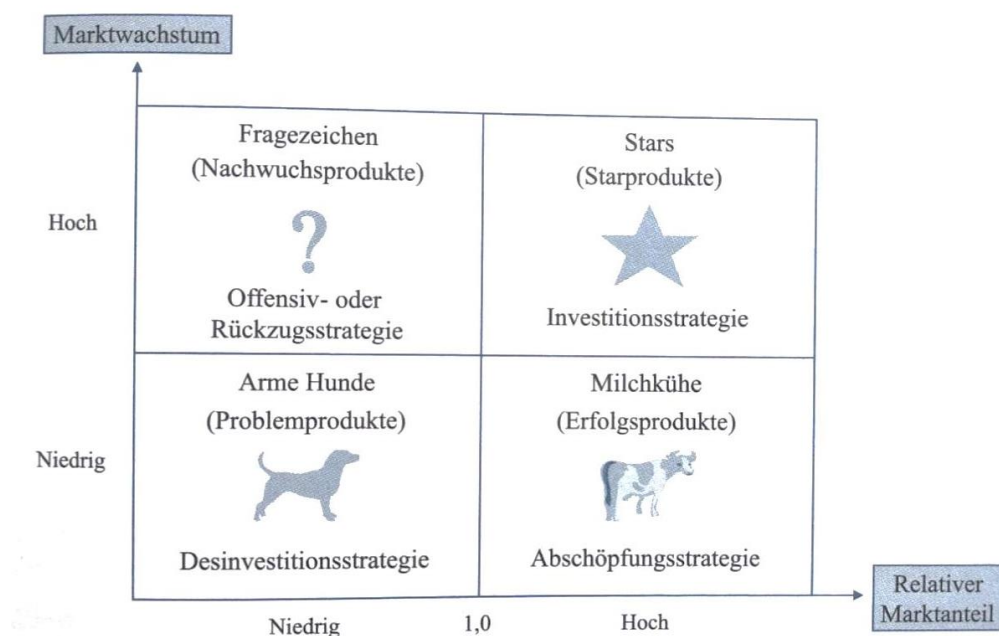 Marktwachstum
Fragezeichen
(Nachwuchsprodukte)
?
Offensiv- oder
Rückzugsstrategie
Stars
(Starprodukte)
Investitionsstrategie
Hoch
Arme Hunde
(Problemprodukte)
Desinvestitionsstrategie
Milchkühe
(Erfolgsprodukte)
Abschöpfungsstrategie
Niedrig
Niedrig
1,0
Hoch
Relativer
Marktanteil